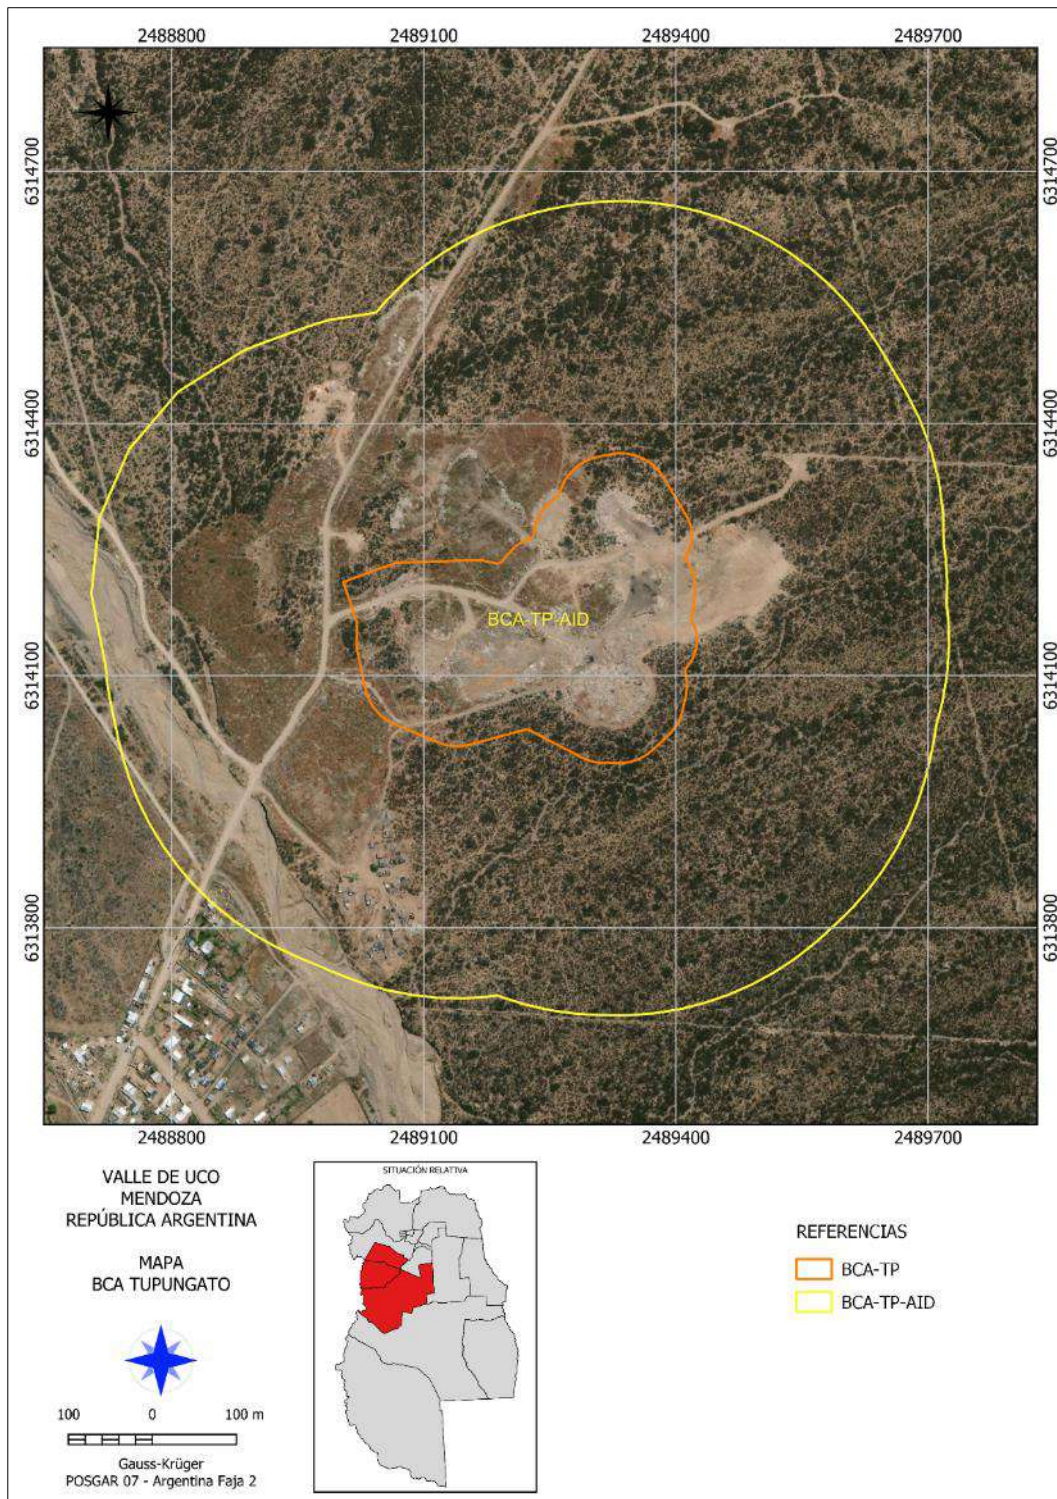 2488800 2489100 2489400 2489700
6314700 6314700
6314400 6314400
BCA-TP-AID
6314100 6314100
6313800 6313800
2488800 2489100 2489400 2489700
VALLE DE UCO
MENDOZA
REPÚBLICA ARGENTINA
MAPA
BCA TUPUNGATO
100 0 100 m
Gauss-Krüger
POSGAR 07 - Argentina Faja 2
SITUACIÓN RELATIVA
REFERENCIAS
BCA-TP
BCA-TP-AID